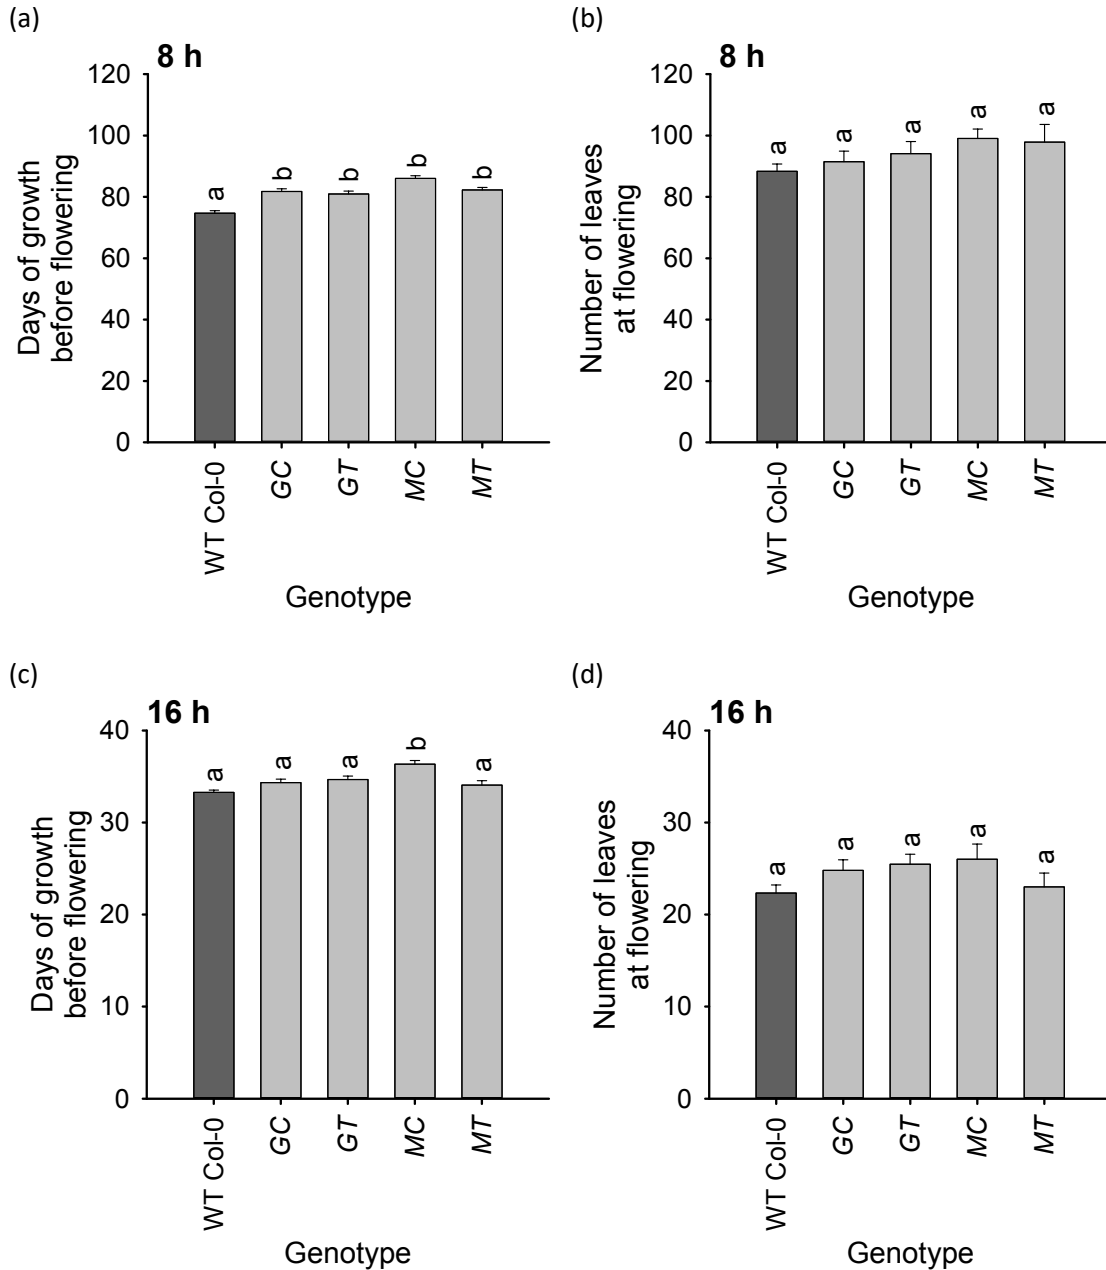 (a)
8 h
120
100
80
60
40
20
0
Days of growth
before flowering
a
b
b
b
b
WT Col-0
GC
GT
MC
MT
Genotype
(b)
8 h
120
100
80
60
40
20
0
Number of leaves
at flowering
a
a
a
a
a
WT Col-0
GC
GT
MC
MT
Genotype
(c)
16 h
40
30
20
10
0
Days of growth
before flowering
a
a
a
b
a
WT Col-0
GC
GT
MC
MT
Genotype
(d)
16 h
40
30
20
10
0
Number of leaves
at flowering
a
a
a
a
a
WT Col-0
GC
GT
MC
MT
Genotype